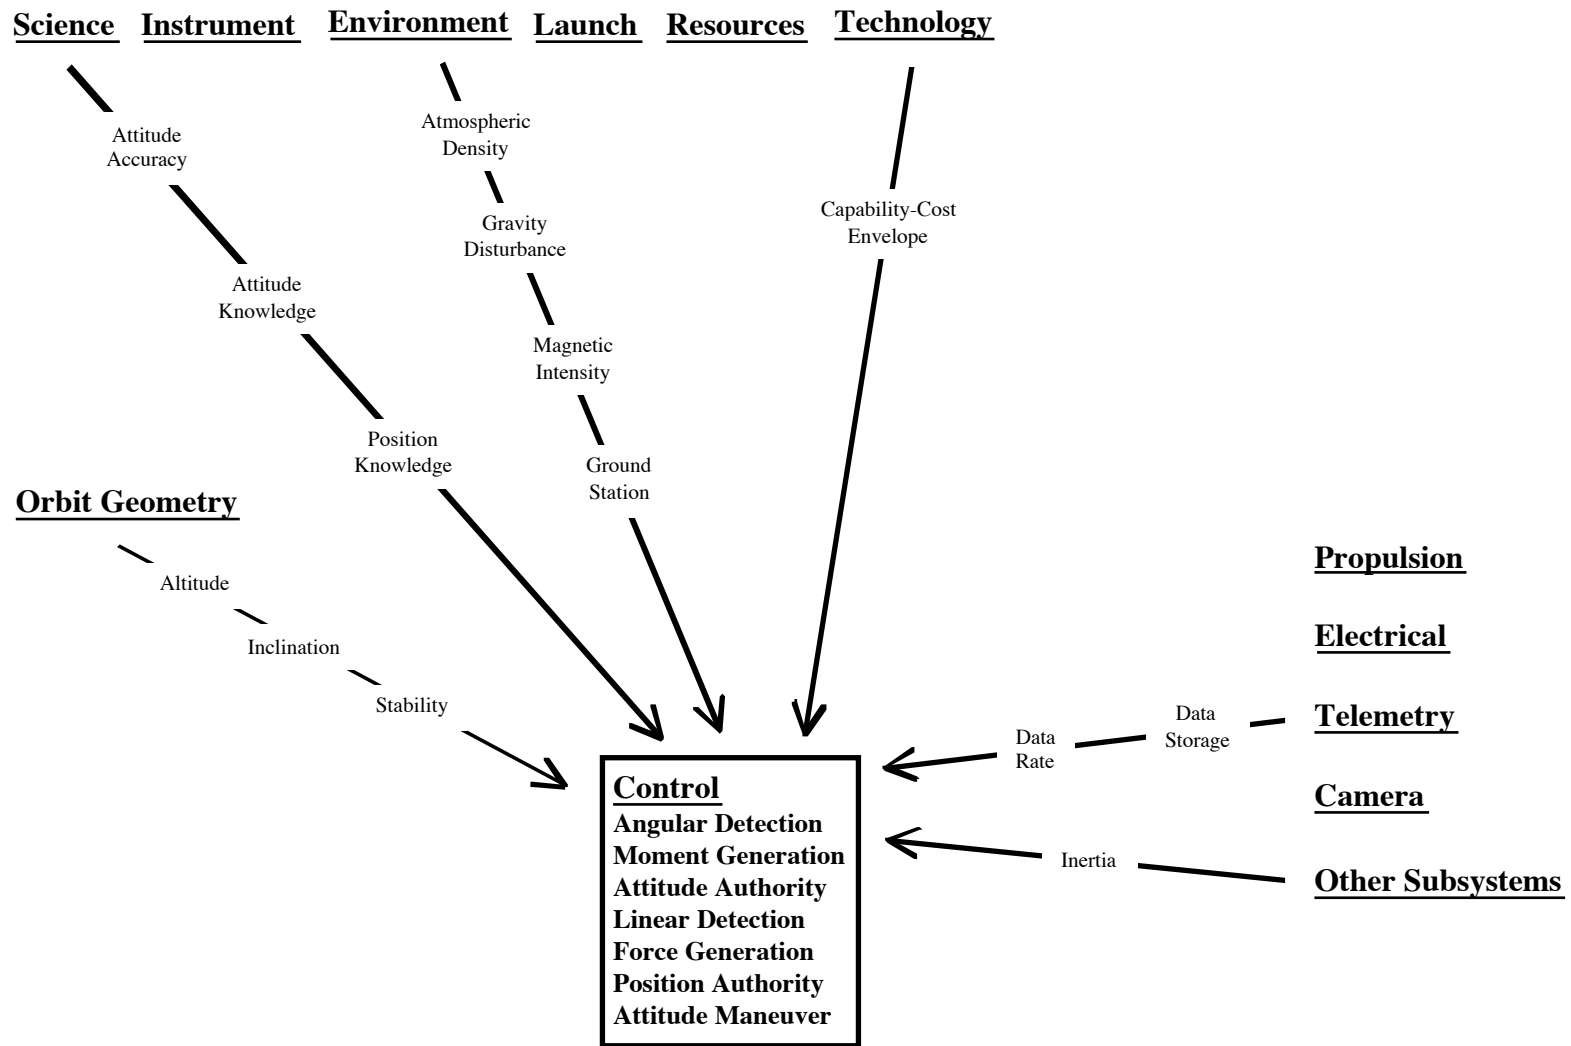 Science Instrument Environment Launch Resources Technology
Attitude
Accuracy
Attitude
Knowledge
Position
Knowledge
Atmospheric
Density
Gravity
Disturbance
Magnetic
Intensity
Ground
Station
Capability-Cost
Envelope
Orbit Geometry
Altitude
Inclination
Stability
Propulsion
Electrical
Telemetry
Data
Storage
Data
Rate
Camera
Other Subsystems
Inertia
Control
Angular Detection
Moment Generation
Attitude Authority
Linear Detection
Force Generation
Position Authority
Attitude Maneuver